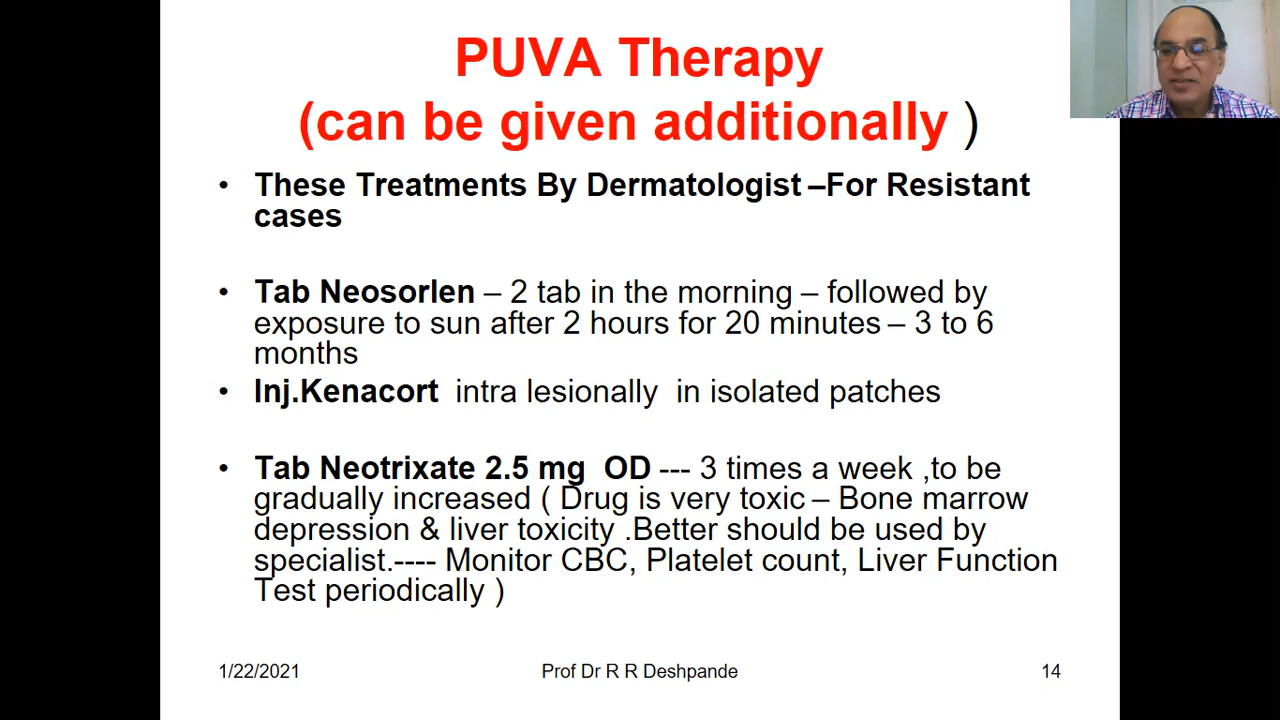 PUVA Therapy
(can be given additionally )
• These Treatments By Dermatologist –For Resistant
cases
• Tab Neosorlen – 2 tab in the morning – followed by
exposure to sun after 2 hours for 20 minutes – 3 to 6
months
• Inj.Kenacort intra lesionally in isolated patches
• Tab Neotrixate 2.5 mg OD --- 3 times a week ,to be
gradually increased ( Drug is very toxic – Bone marrow
depression & liver toxicity .Better should be used by
specialist.---- Monitor CBC, Platelet count, Liver Function
Test periodically )
1/22/2021 Prof Dr R R Deshpande 14